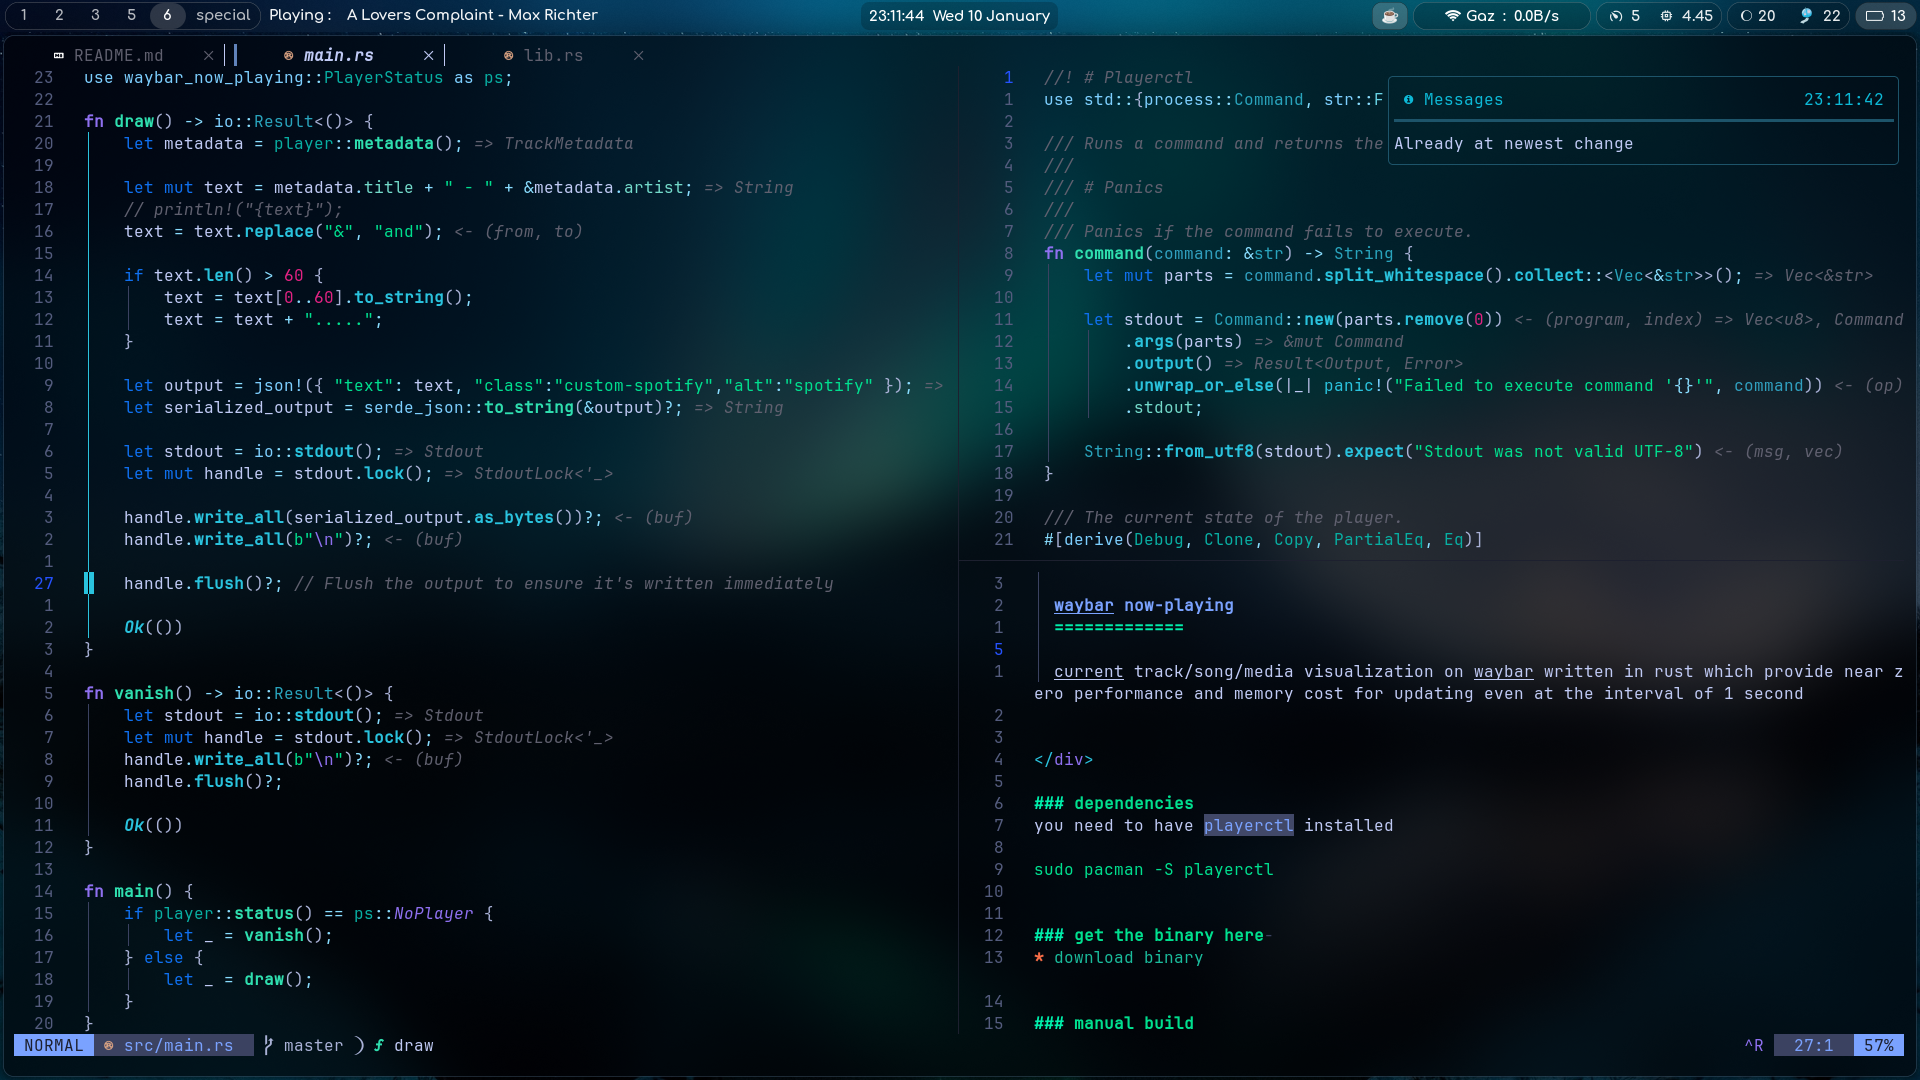 1 2 3 5 6 special Playing : A Lovers Complaint - Max Richter 23:11:44 Wed 10 January Gaz : 0.0B/s 5 4.45 20 22 13
README.md × main.rs × lib.rs ×
23 use waybar_now_playing::PlayerStatus as ps;
22
21 fn draw() -> io::Result<()> {
20 let metadata = player::metadata(); => TrackMetadata
19
18 let mut text = metadata.title + " - " + &metadata.artist; => String
17 // println!("{text}");
16 text = text.replace("&", "and"); <- (from, to)
15
14 if text.len() > 60 {
13 text = text[0..60].to_string();
12 text = text + ".....";
11 }
10
9 let output = json!({ "text": text, "class":"custom-spotify","alt":"spotify" }); =>
8 let serialized_output = serde_json::to_string(&output)?; => String
7
6 let stdout = io::stdout(); => Stdout
5 let mut handle = stdout.lock(); => StdoutLock<'_>
4
3 handle.write_all(serialized_output.as_bytes())?; <- (buf)
2 handle.write_all(b"\n")?; <- (buf)
1
27 handle.flush()?; // Flush the output to ensure it's written immediately
1
2 Ok(())
3 }
4
5 fn vanish() -> io::Result<()> {
6 let stdout = io::stdout(); => Stdout
7 let mut handle = stdout.lock(); => StdoutLock<'_>
8 handle.write_all(b"\n")?; <- (buf)
9 handle.flush()?;
10
11 Ok(())
12 }
13
14 fn main() {
15 if player::status() == ps::NoPlayer {
16 let _ = vanish();
17 } else {
18 let _ = draw();
19 }
20 }
1 //! # Playerctl
1 use std::{process::Command, str::F
2
3 /// Runs a command and returns the
4 ///
5 /// # Panics
6 ///
7 /// Panics if the command fails to execute.
8 fn command(command: &str) -> String {
9 let mut parts = command.split_whitespace().collect::<Vec<&str>>(); => Vec<&str>
10
11 let stdout = Command::new(parts.remove(0)) <- (program, index) => Vec<u8>, Command
12 .args(parts) => &mut Command
13 .output() => Result<Output, Error>
14 .unwrap_or_else(|_| panic!("Failed to execute command '{}'", command)) <- (op)
15 .stdout;
16
17 String::from_utf8(stdout).expect("Stdout was not valid UTF-8") <- (msg, vec)
18 }
19
20 /// The current state of the player.
21 #[derive(Debug, Clone, Copy, PartialEq, Eq)]
Messages 23:11:42
Already at newest change
3
2 waybar now-playing
1 =============
5
1 current track/song/media visualization on waybar written in rust which provide near z
ero performance and memory cost for updating even at the interval of 1 second
2
3
4 </div>
5
6 ### dependencies
7 you need to have playerctl installed
8
9 sudo pacman -S playerctl
10
11
12 ### get the binary here-
13 * download binary
14
15 ### manual build
NORMAL src/main.rs master ) f draw ^R 27:1 57%